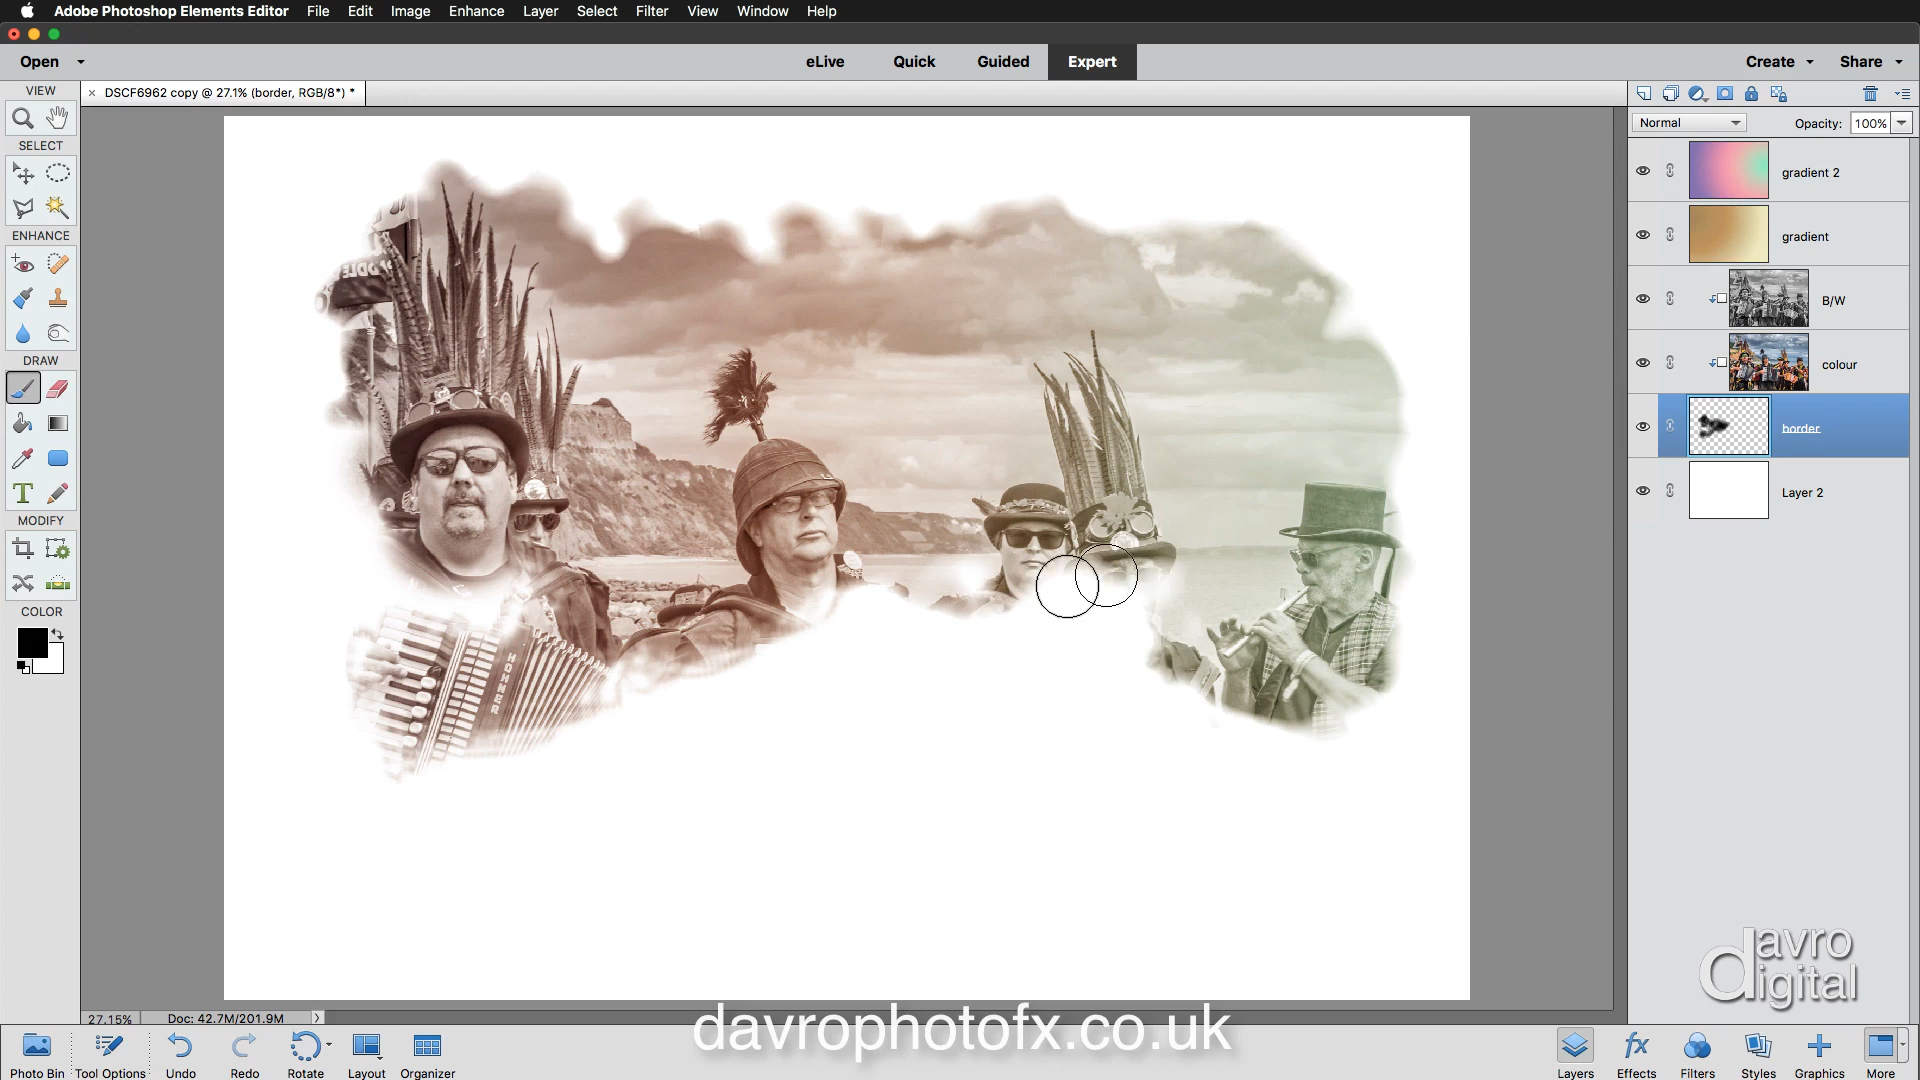 Adobe Photoshop Elements Editor File Edit Image Enhance Layer Select Filter View Window Help
Open eLive Quick Guided Expert Create Share
VIEW
× DSCF6962 copy @ 27.1% (border, RGB/8*) *
SELECT
ENHANCE
DRAW
MODIFY
COLOR
T
HOHNER
Normal Opacity: 100%
gradient 2
gradient
B/W
colour
border
Layer 2
davro
digital
27.15% Doc: 42.7M/201.9M
davrophotofx.co.uk
Photo Bin Tool Options Undo Redo Rotate Layout Organizer
fx
Layers Effects Filters Styles Graphics More